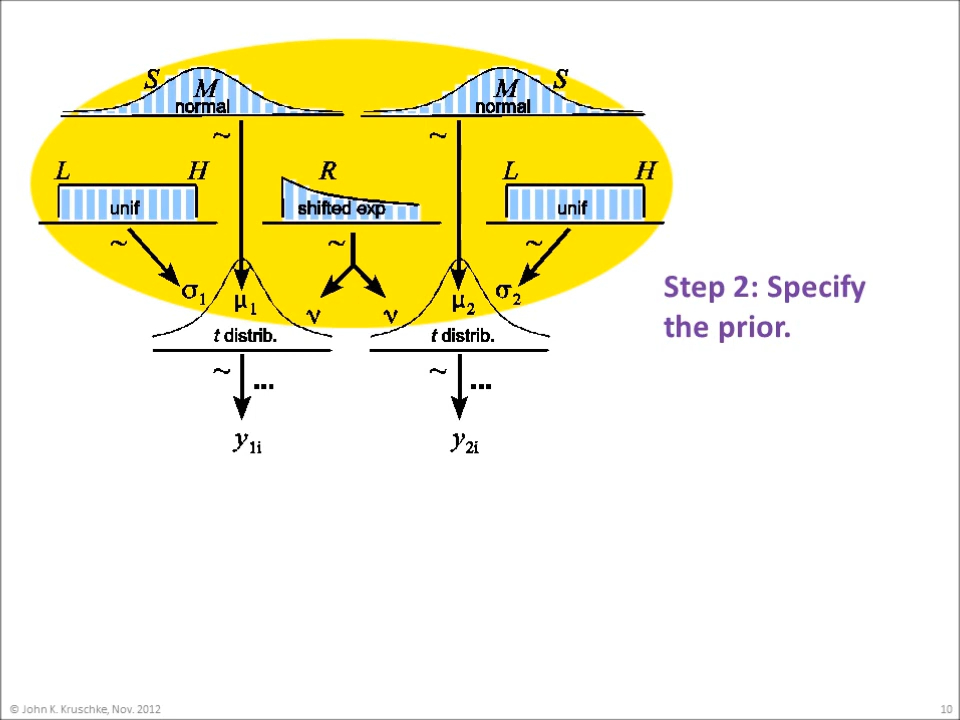 S M M S
normal normal
~ ~
L H R L H
unif shifted exp unif
~ ~ ~
σ1 μ1 ν ν μ2 σ2
t distrib. t distrib.
~ ... ~ ...
y1i y2i
Step 2: Specify
the prior.
© John K. Kruschke, Nov. 2012 10